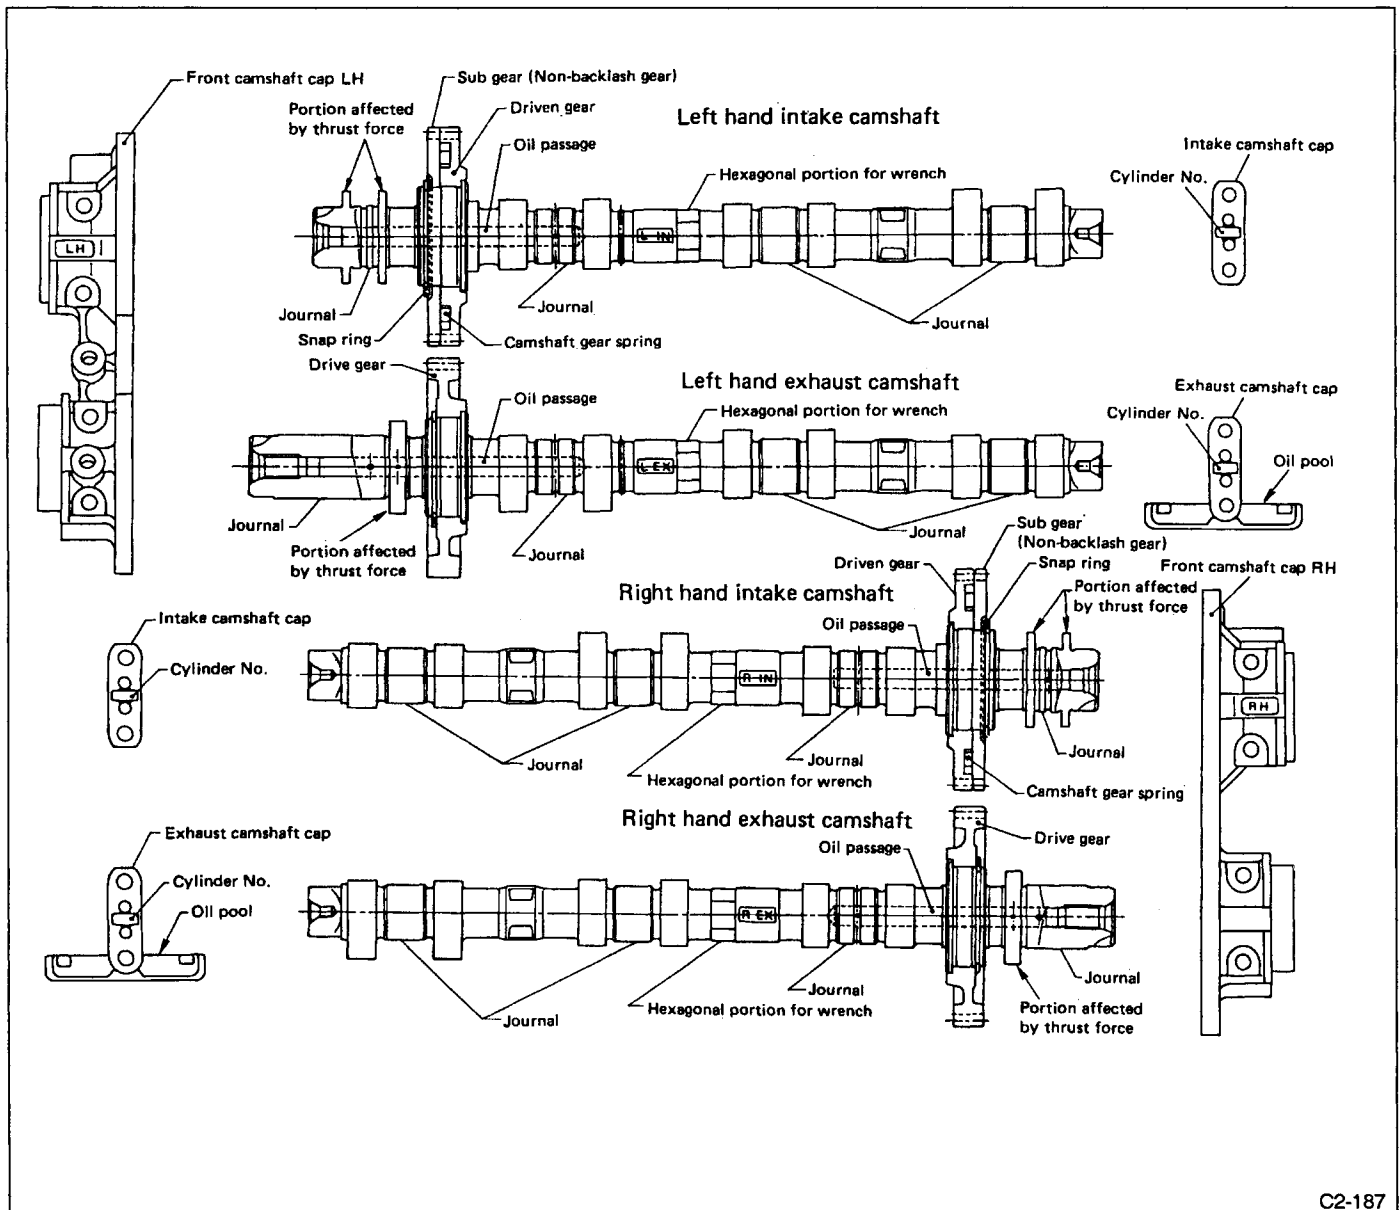 Front camshaft cap LH
Sub gear (Non-backlash gear)
Portion affected
by thrust force
Driven gear
Left hand intake camshaft
Oil passage
Intake camshaft cap
Hexagonal portion for wrench
Cylinder No.
LH
L IN
Journal
Journal
Journal
Snap ring
Camshaft gear spring
Drive gear
Left hand exhaust camshaft
Exhaust camshaft cap
Oil passage
Hexagonal portion for wrench
Cylinder No.
Oil pool
L EX
Journal
Journal
Journal
Portion affected
by thrust force
Sub gear
(Non-backlash gear)
Driven gear
Snap ring
Front camshaft cap RH
Right hand intake camshaft
Portion affected
by thrust force
Intake camshaft cap
Oil passage
Cylinder No.
R IN
RH
Journal
Journal
Journal
Hexagonal portion for wrench
Camshaft gear spring
Right hand exhaust camshaft
Exhaust camshaft cap
Drive gear
Oil passage
Cylinder No.
Oil pool
R EX
Journal
Journal
Journal
Hexagonal portion for wrench
Portion affected
by thrust force
C2-187